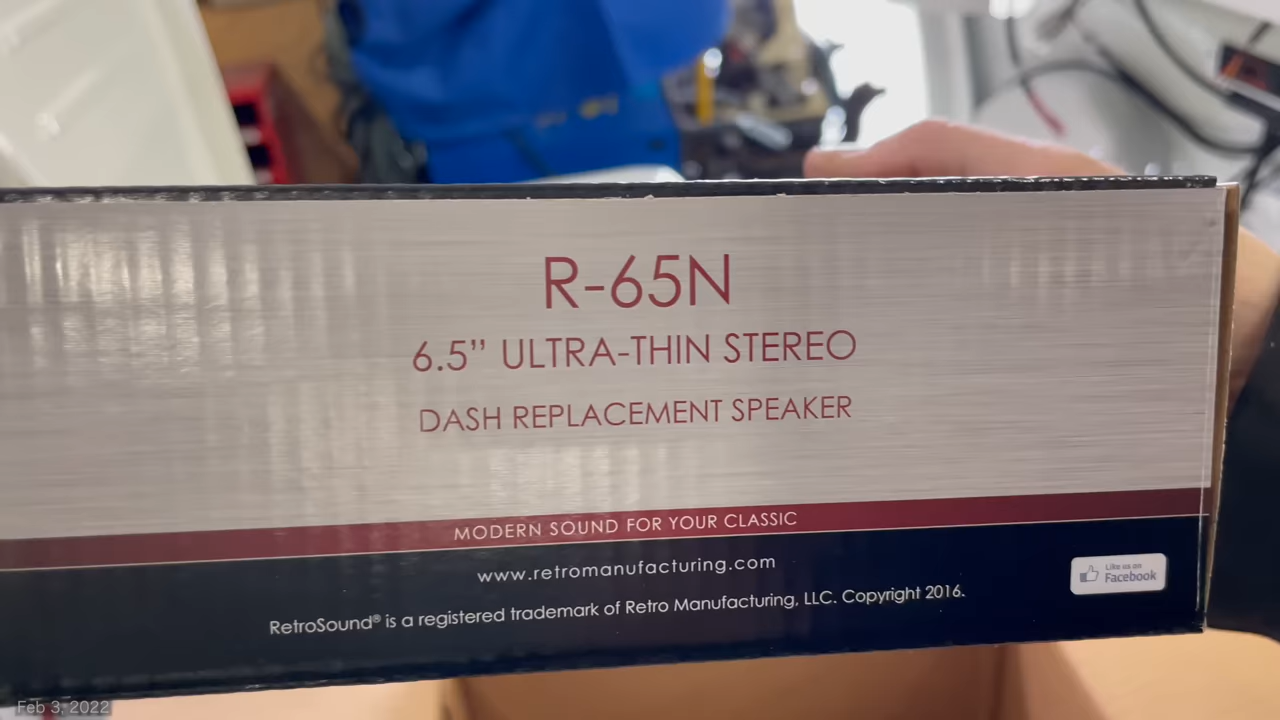 R-65N
6.5” ULTRA-THIN STEREO
DASH REPLACEMENT SPEAKER
MODERN SOUND FOR YOUR CLASSIC
www.retromanufacturing.com
RetroSound® is a registered trademark of Retro Manufacturing, LLC. Copyright 2016.
Like us on
Facebook
Feb 3, 2022